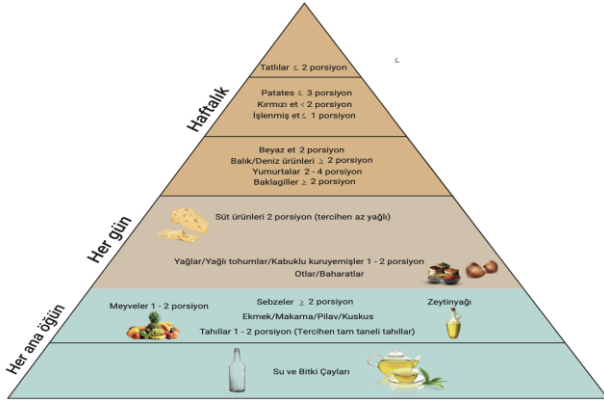 ≤
Tatlılar ≤ 2 porsiyon
Patates ≤ 3 porsiyon
Kırmızı et < 2 porsiyon
İşlenmiş et ≤ 1 porsiyon
Haftalık
Beyaz et 2 porsiyon
Balık/Deniz ürünleri ≥ 2 porsiyon
Yumurtalar 2 - 4 porsiyon
Baklagiller ≥ 2 porsiyon
Her gün
Süt ürünleri 2 porsiyon (tercihen az yağlı)
Yağlar/Yağlı tohumlar/Kabuklu kuruyemişler 1 - 2 porsiyon
Otlar/Baharatlar
Her ana öğün
Meyveler 1 - 2 porsiyon
Sebzeler ≥ 2 porsiyon
Zeytinyağı
Ekmek/Makarna/Pilav/Kuskus
Tahıllar 1 - 2 porsiyon (Tercihen tam taneli tahıllar)
Su ve Bitki Çayları